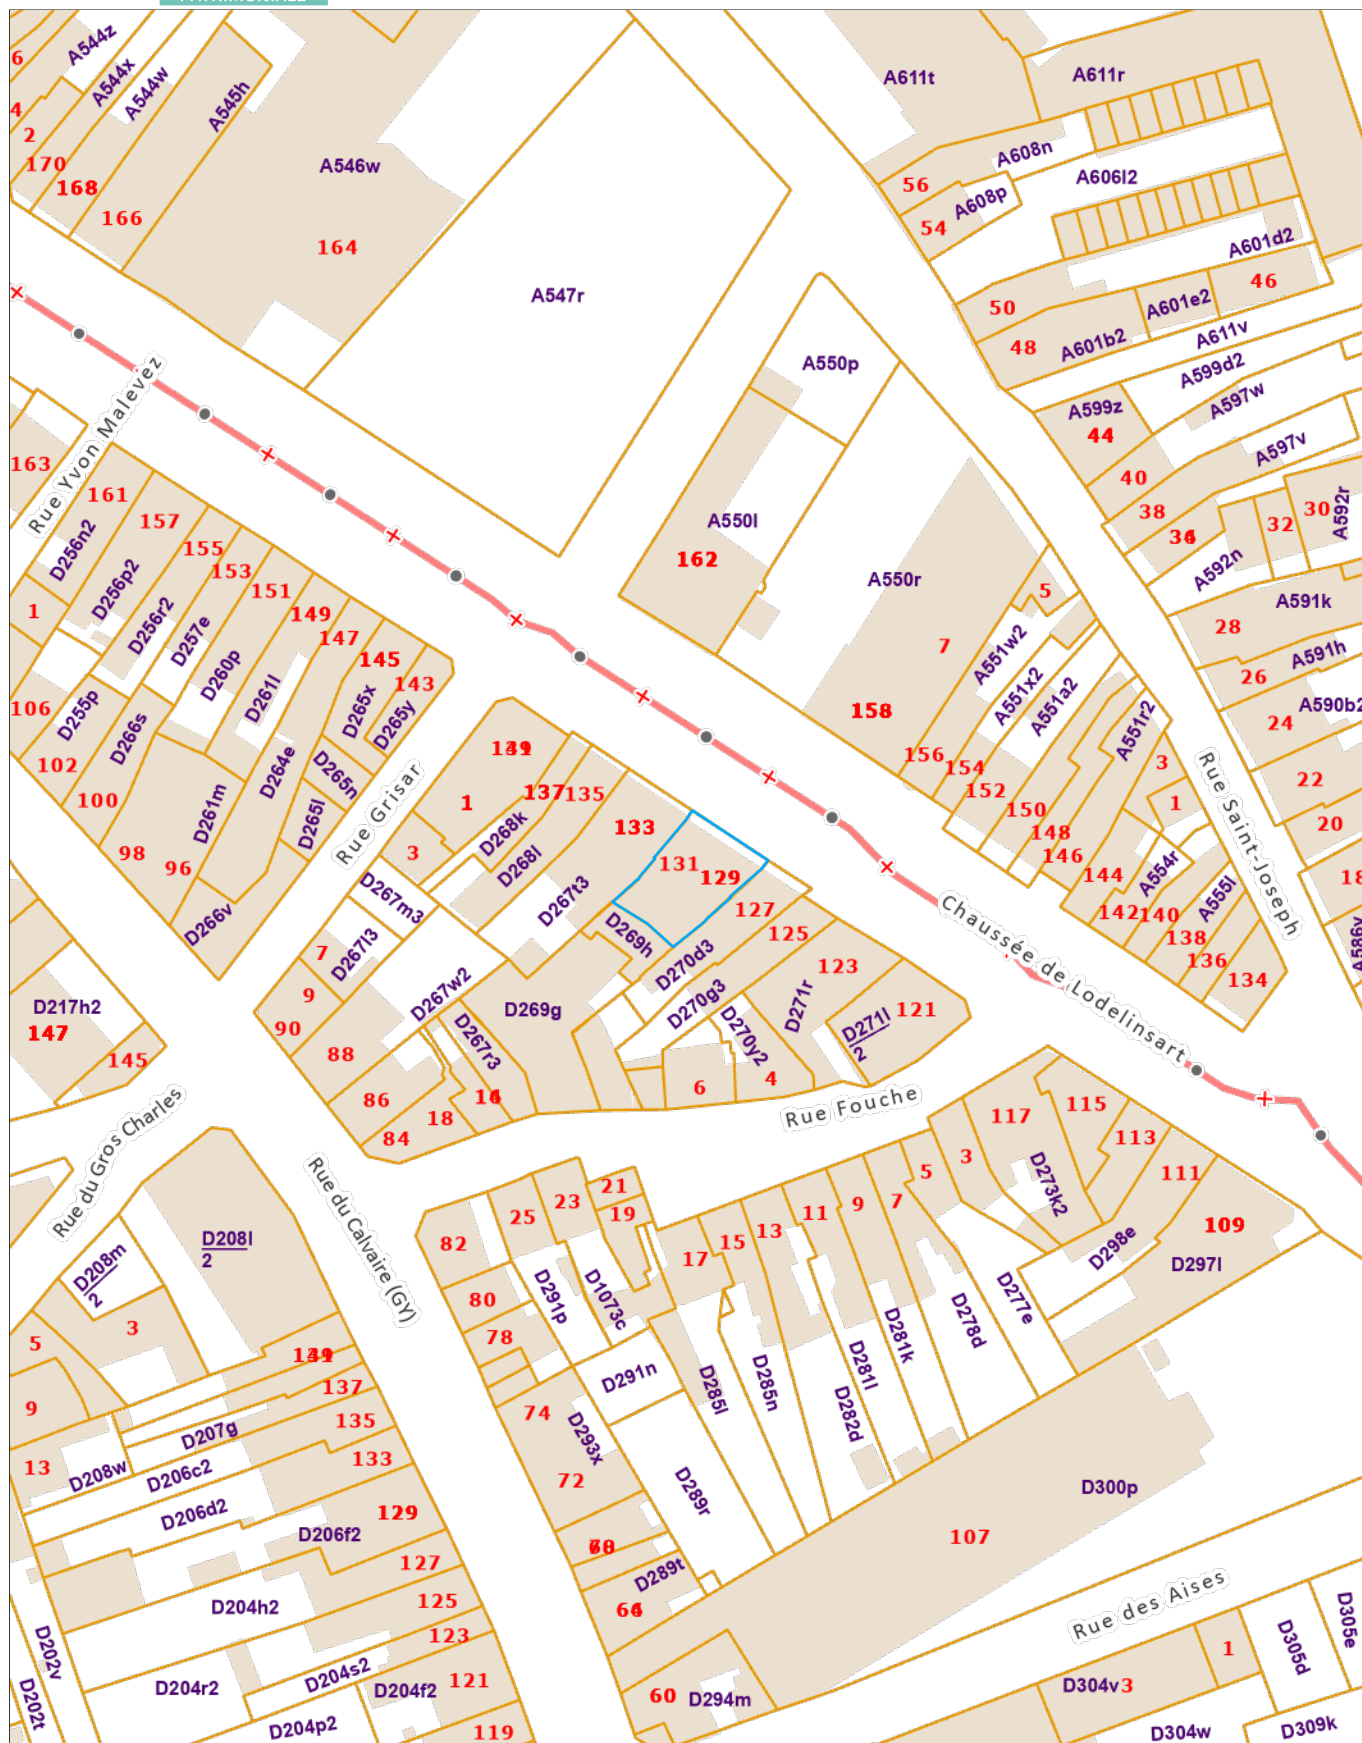 A544z
6
A544x
A544w
A545h
4
2
170
168
166
A546w
164
A547r
A611t
A611r
A608n
56
A608p
54
A606l2
A601d2
46
A601e2
50
48
A601b2
A611v
A599d2
A597w
A599z
44
A597v
40
38
34
30
32
A592r
A592n
A591k
28
A591h
26
A590b2
24
22
20
18
A586v
A550p
A550l
162
A550r
5
7
158
A551w2
A551x2
A551a2
A551r2
156
154
152
150
148
146
144
142
140
138
136
134
3
1
A554r
A555l
Rue Saint-Joseph
Chaussée de Lodelinsart
Rue Yvon Malevez
163
161
157
155
153
151
149
147
145
143
D256n2
D256p2
D256r2
D257e
D260p
D261l
D264e
D265x
D265y
D265n
D265l
1
106
D255p
D266s
102
100
98
96
D261m
D266v
Rue Grisar
1
137
135
133
131
129
127
125
123
121
3
D268k
D268l
D267t3
D267m3
D267l3
7
9
90
88
86
84
18
D267w2
D267r3
D269g
D269h
D270d3
D270g3
D270y2
D271r
D271l
2
6
4
Rue Fouche
D217h2
147
145
Rue du Gros Charles
Rue du Calvaire (GY)
D208l
2
D208m
2
3
5
9
13
137
135
133
129
127
125
123
121
119
D207g
D208w
D206c2
D206d2
D206f2
D204h2
D204s2
D204r2
D204f2
D204p2
D202v
D202t
82
80
78
74
72
64
60
25
23
21
19
17
15
13
11
9
7
5
3
117
115
113
111
109
D291p
D1073c
D291n
D293x
D285l
D285n
D281l
D282d
D281k
D278d
D277e
D273k2
D298e
D297l
D289r
D289t
D294m
D300p
107
Rue des Aises
D304v3
1
D305d
D305e
D304w
D309k